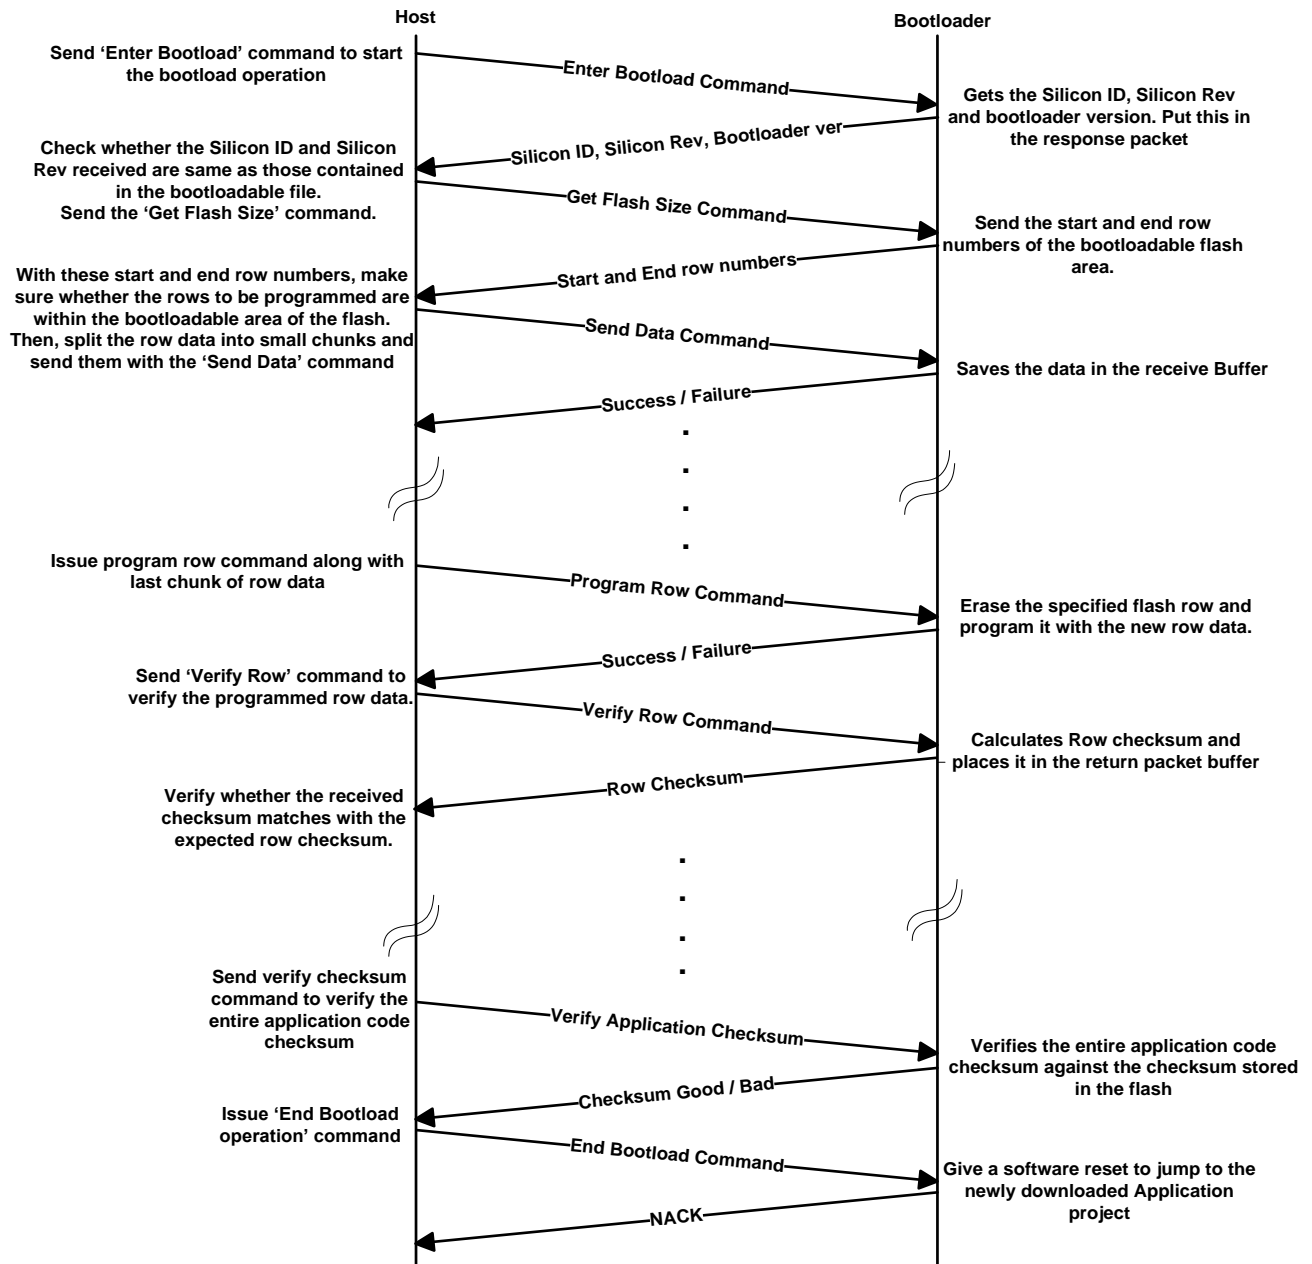 Host
Bootloader
Send ‘Enter Bootload’ command to start
the bootload operation
Enter Bootload Command
Gets the Silicon ID, Silicon Rev
and bootloader version. Put this in
the response packet
Silicon ID, Silicon Rev, Bootloader ver
Check whether the Silicon ID and Silicon
Rev received are same as those contained
in the bootloadable file.
Send the ‘Get Flash Size’ command.
Get Flash Size Command
Send the start and end row
numbers of the bootloadable flash
area.
Start and End row numbers
With these start and end row numbers, make
sure whether the rows to be programmed are
within the bootloadable area of the flash.
Then, split the row data into small chunks and
send them with the ‘Send Data’ command
Send Data Command
Saves the data in the receive Buffer
Success / Failure
Issue program row command along with
last chunk of row data
Program Row Command
Erase the specified flash row and
program it with the new row data.
Success / Failure
Send ‘Verify Row’ command to
verify the programmed row data.
Verify Row Command
Calculates Row checksum and
places it in the return packet buffer
Row Checksum
Verify whether the received
checksum matches with the
expected row checksum.
Send verify checksum
command to verify the
entire application code
checksum
Verify Application Checksum
Verifies the entire application code
checksum against the checksum stored
in the flash
Checksum Good / Bad
Issue ‘End Bootload
operation’ command
End Bootload Command
Give a software reset to jump to the
newly downloaded Application
project
NACK